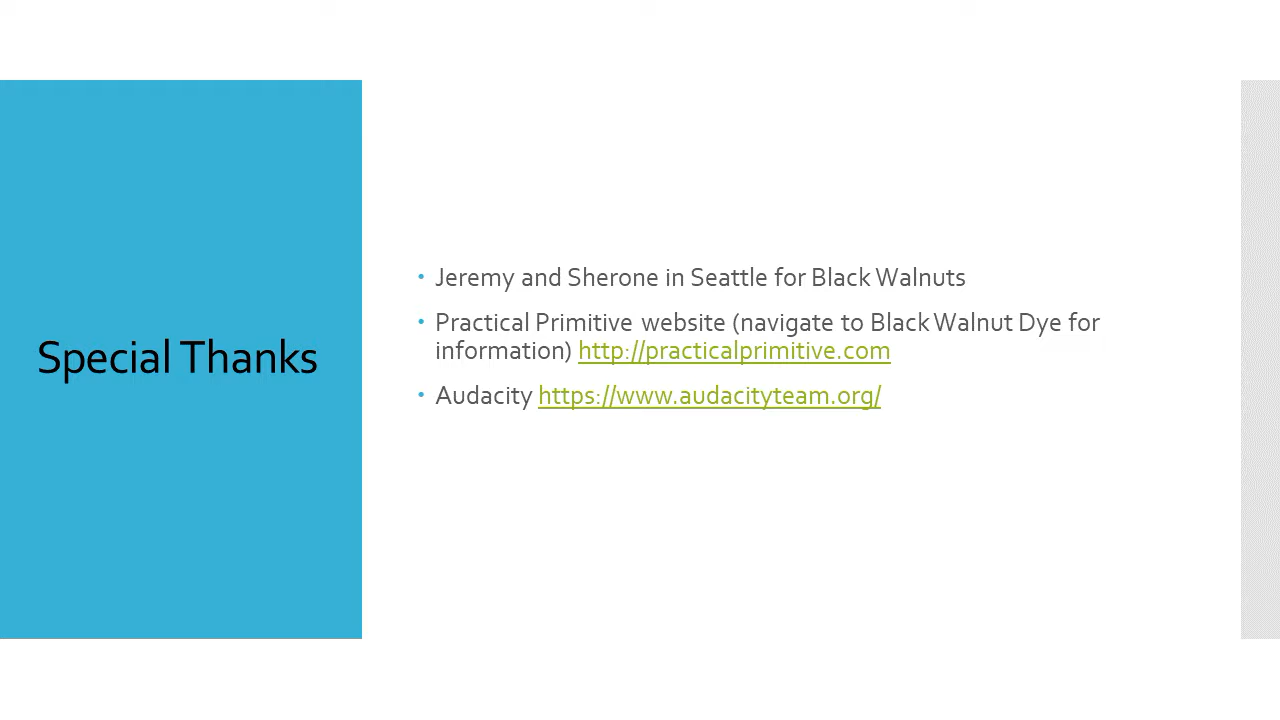 Special Thanks
Jeremy and Sherone in Seattle for Black Walnuts
Practical Primitive website (navigate to Black Walnut Dye for
information) http://practicalprimitive.com
Audacity https://www.audacityteam.org/